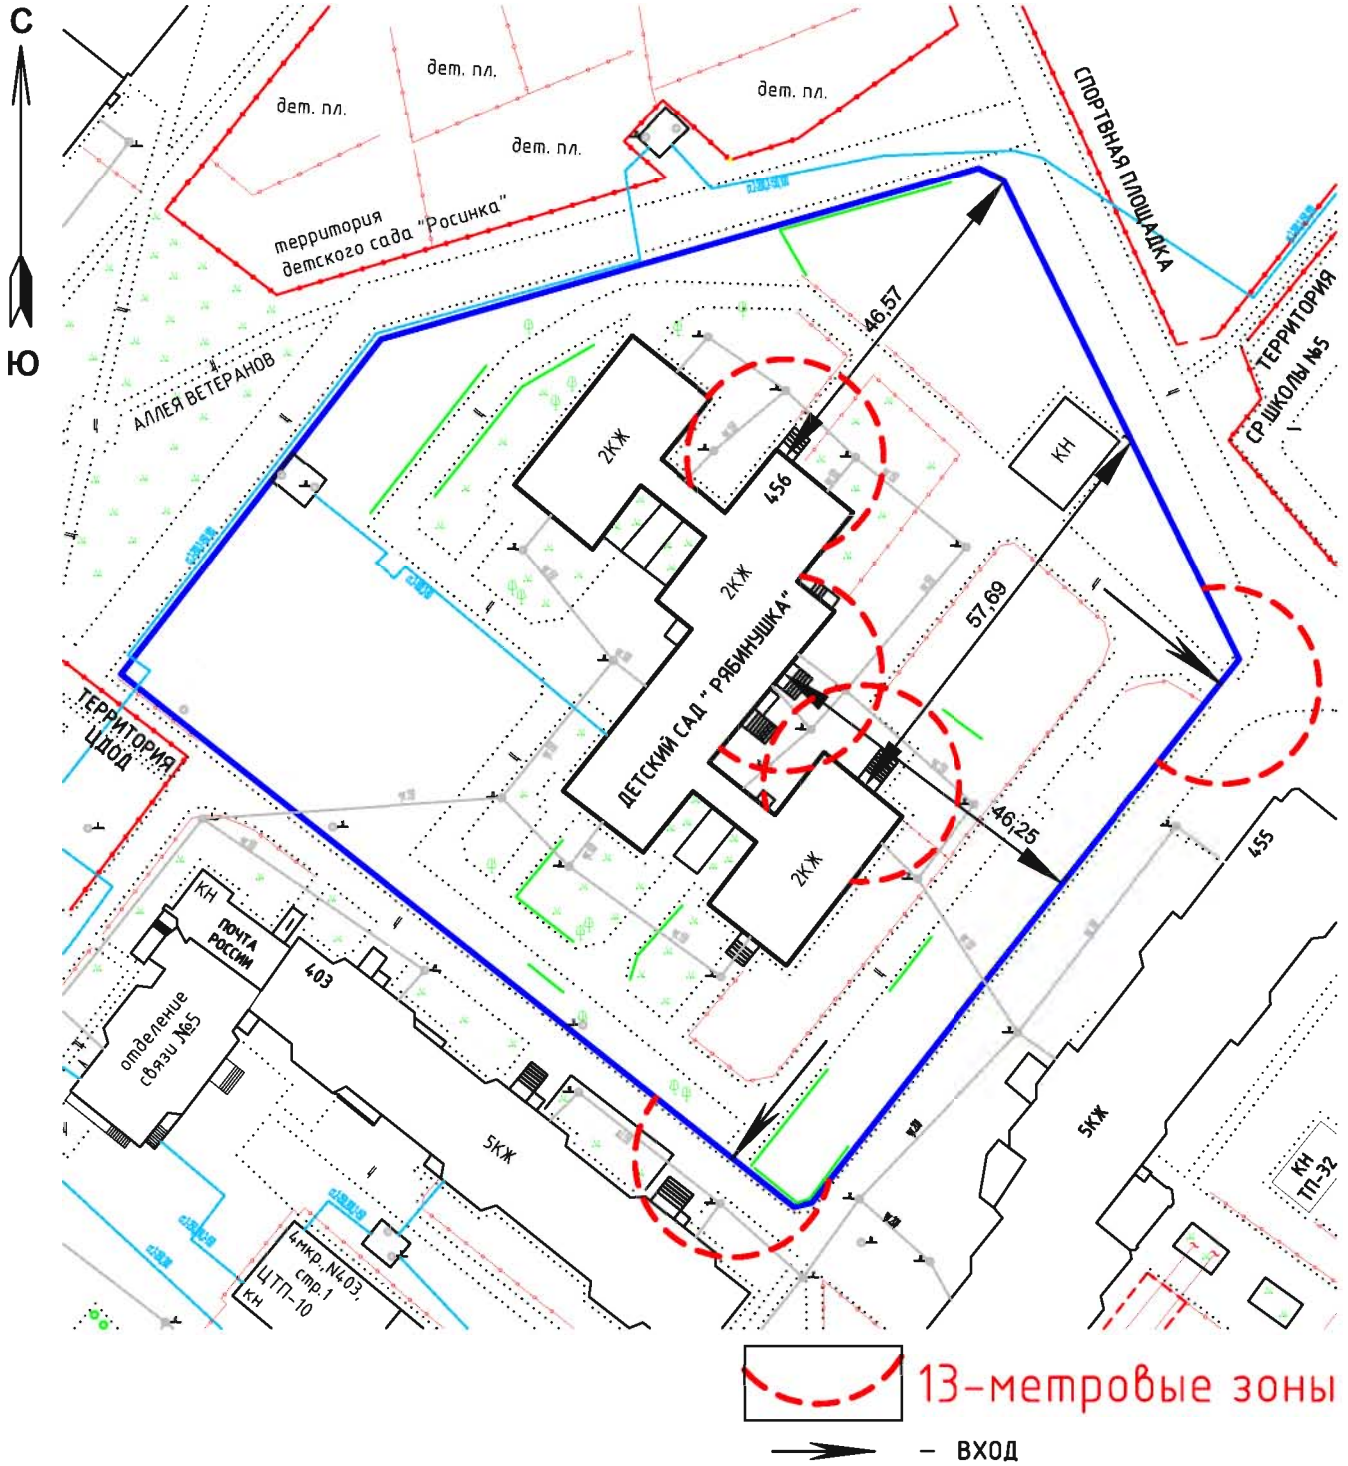 С
Ю
дет. пл.
дет. пл.
дет. пл.
дет. пл.
территория
детского сада "Росинка"
СПОРТВНАЯ ПЛОЩАДКА
ТЕРРИТОРИЯ
СР ШКОЛЫ №5
АЛЛЕЯ ВЕТЕРАНОВ
46,57
2КЖ
456
КН
2КЖ
57,69
ДЕТСКИЙ САД " РЯБИНУШКА"
ТЕРРИТОРИЯ
ЦДОД
46,25
2КЖ
455
КН
ПОЧТА
РОССИИ
403
отделение
связи №5
5КЖ
5КЖ
КН
ТП-32
4мкр.,N403,
стр.1
ЦТП-10
КН
13-метровые зоны
– ВХОД